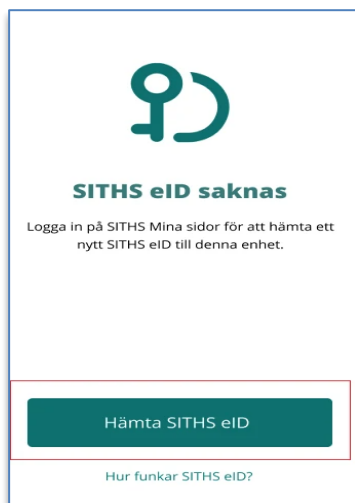 SITHS eID saknas
Logga in på SITHS Mina sidor för att hämta ett
nytt SITHS eID till denna enhet.
Hämta SITHS eID
Hur funkar SITHS eID?